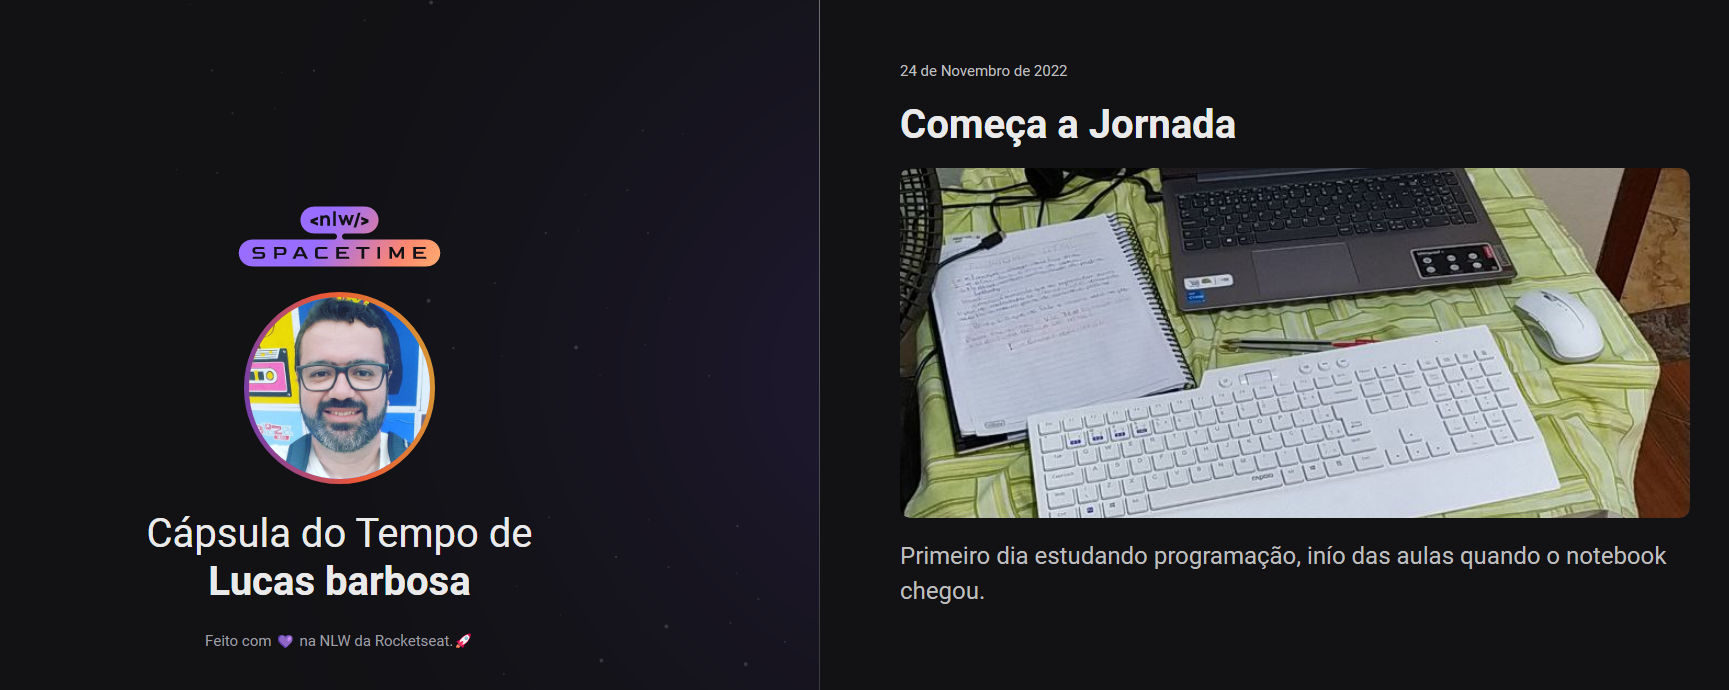 <nlw/>
SPACETIME
Cápsula do Tempo de
Lucas barbosa
Feito com 💜 na NLW da Rocketseat.🚀
24 de Novembro de 2022
Começa a Jornada
Primeiro dia estudando programação, inío das aulas quando o notebook
chegou.